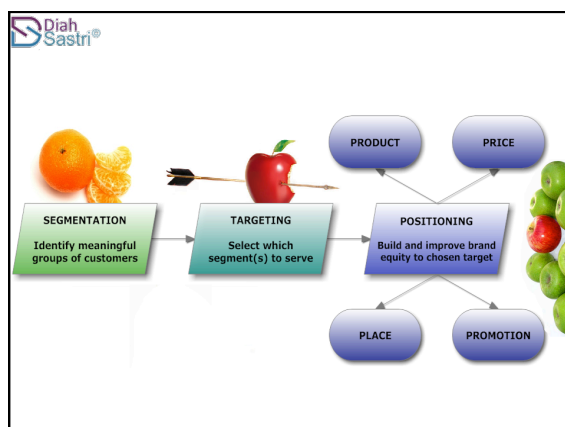 Diah
Sastri®
PRODUCT
PRICE
SEGMENTATION
Identify meaningful
groups of customers
TARGETING
Select which
segment(s) to serve
POSITIONING
Build and improve brand
equity to chosen target
PLACE
PROMOTION